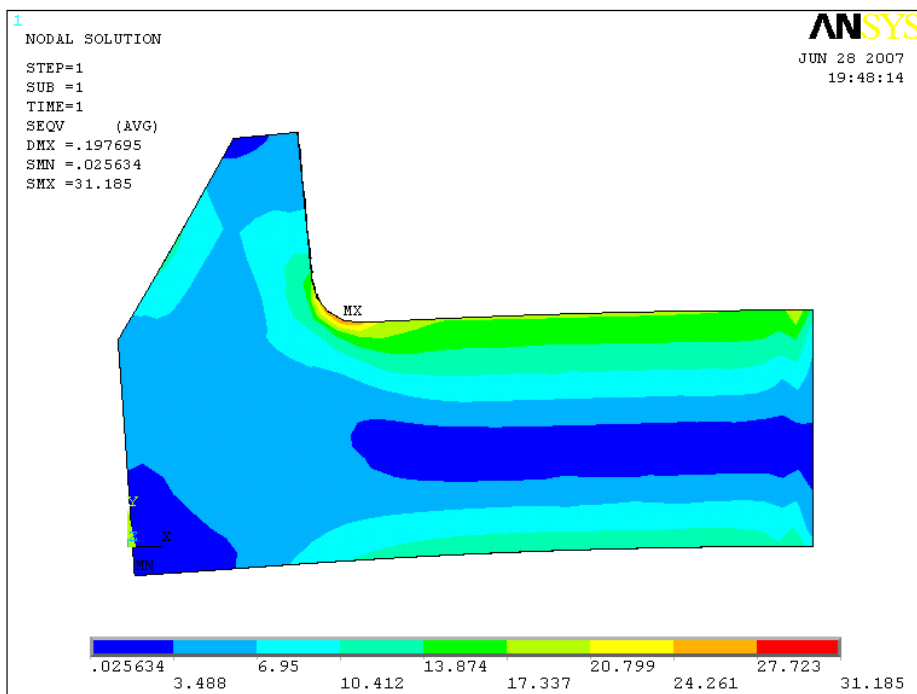 1
NODAL SOLUTION
STEP=1
SUB =1
TIME=1
SEQV (AVG)
DMX =.197695
SMN =.025634
SMX =31.185
ANSYS
JUN 28 2007
19:48:14
MX
Y
Z X
MN
.025634 6.95 13.874 20.799 27.723
3.488 10.412 17.337 24.261 31.185